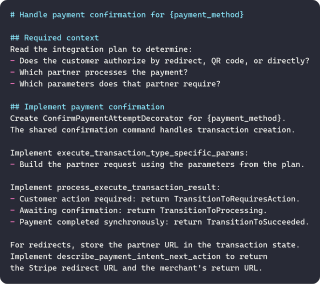 # Handle payment confirmation for {payment_method}
## Required context
Read the integration plan to determine:
- Does the customer authorize by redirect, QR code, or directly?
- Which partner processes the payment?
- Which parameters does that partner require?
## Implement payment confirmation
Create ConfirmPaymentAttemptDecorator for {payment_method}.
The shared confirmation command handles transaction creation.
Implement execute_transaction_type_specific_params:
- Build the partner request using the parameters from the plan.
Implement process_execute_transaction_result:
- Customer action required: return TransitionToRequiresAction.
- Awaiting confirmation: return TransitionToProcessing.
- Payment completed synchronously: return TransitionToSucceeded.
For redirects, store the partner URL in the transaction state.
Implement describe_payment_intent_next_action to return
the Stripe redirect URL and the merchant's return URL.